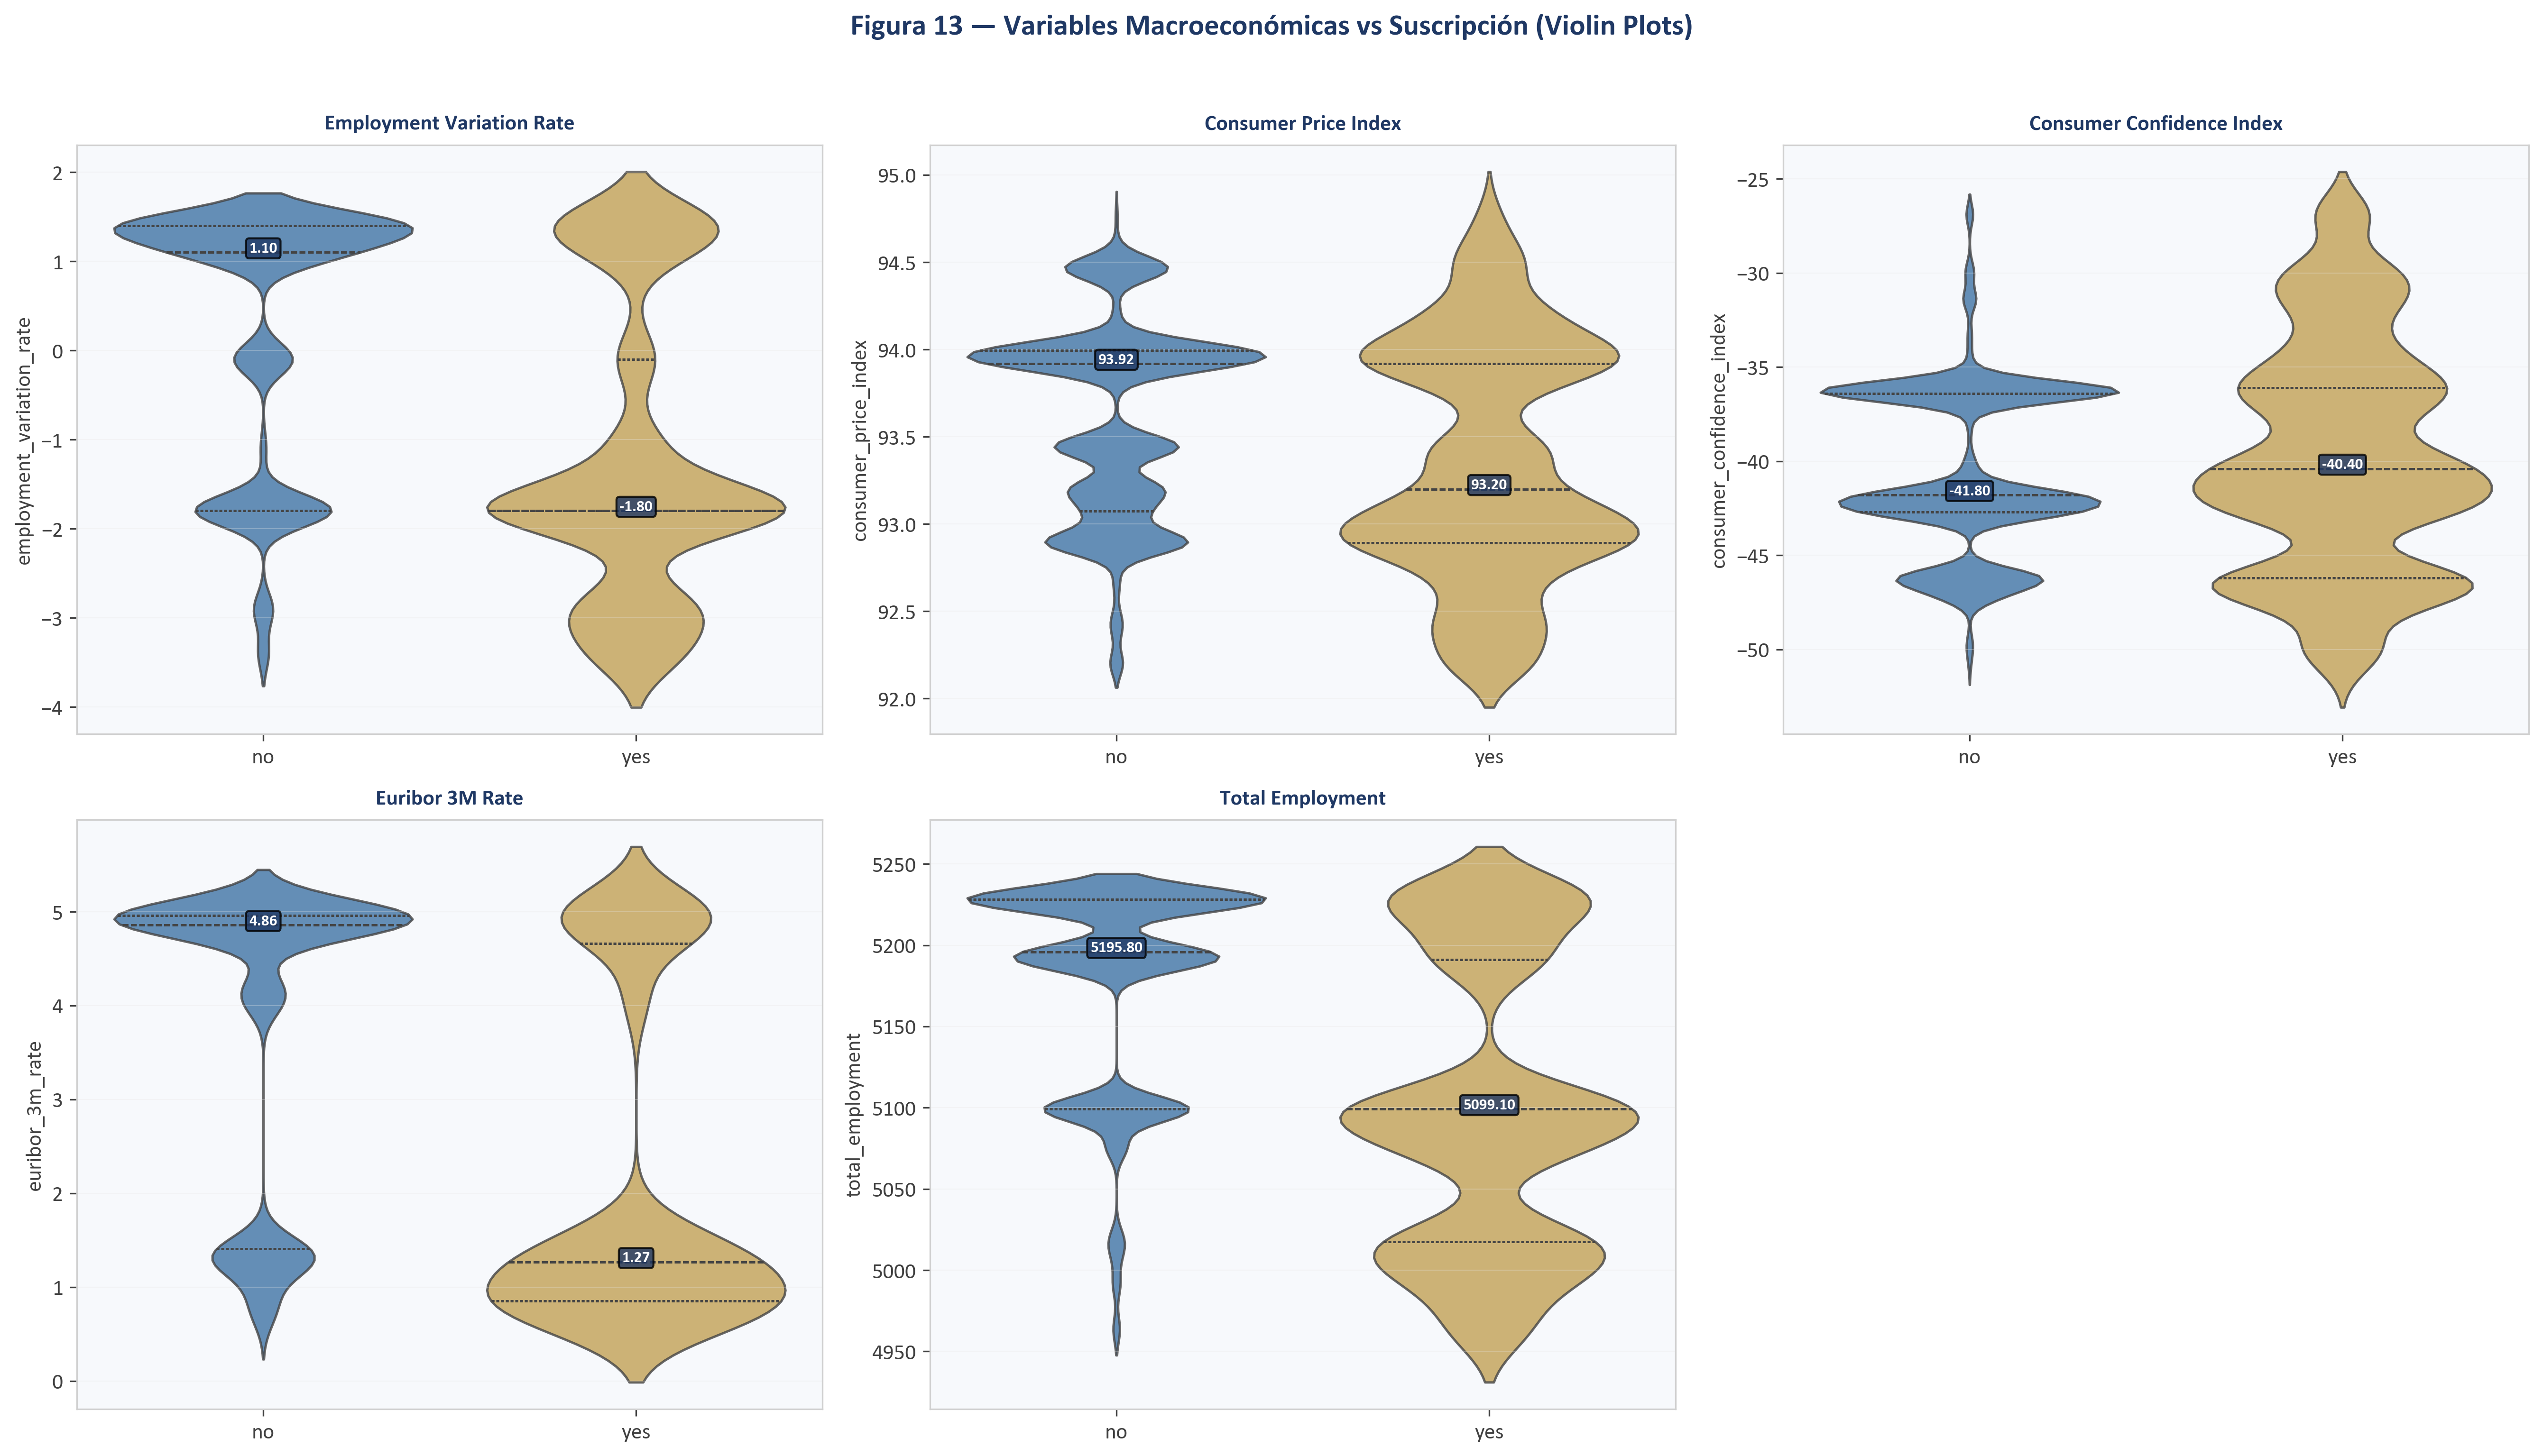 Figura 13 — Variables Macroeconómicas vs Suscripción (Violin Plots)
Employment Variation Rate
employment_variation_rate
2
1
0
−1
−2
−3
−4
1.10
-1.80
no
yes
Consumer Price Index
consumer_price_index
95.0
94.5
94.0
93.5
93.0
92.5
92.0
93.92
93.20
no
yes
Consumer Confidence Index
consumer_confidence_index
−25
−30
−35
−40
−45
−50
-41.80
-40.40
no
yes
Euribor 3M Rate
euribor_3m_rate
5
4
3
2
1
0
4.86
1.27
no
yes
Total Employment
total_employment
5250
5200
5150
5100
5050
5000
4950
5195.80
5099.10
no
yes